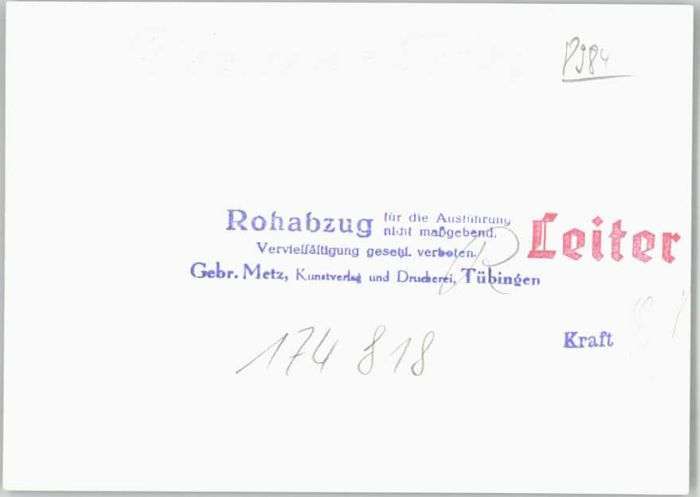 Rohabzug für die Ausführung nicht maßgebend.
Vervielfältigung gesetzl. verboten.
Gebr. Metz, Kunstverlag und Druckerei, Tübingen
Leiter
R
174 818
Kraft